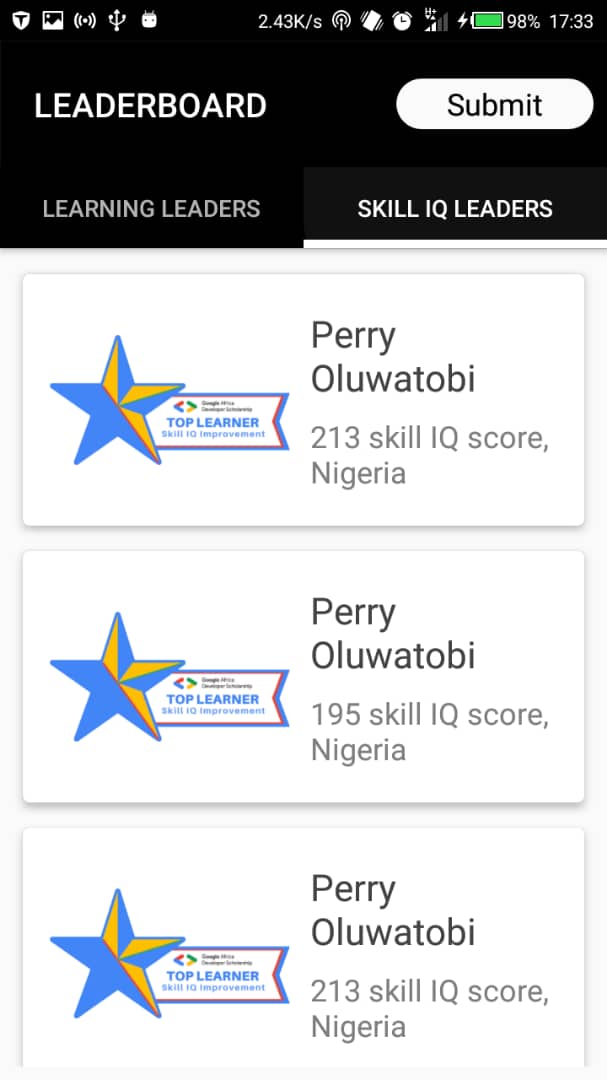 2.43K/s 98% 17:33
LEADERBOARD
Submit
LEARNING LEADERS
SKILL IQ LEADERS
Google Africa
Developer Scholarship
TOP LEARNER
Skill IQ Improvement
Perry
Oluwatobi
213 skill IQ score,
Nigeria
Google Africa
Developer Scholarship
TOP LEARNER
Skill IQ Improvement
Perry
Oluwatobi
195 skill IQ score,
Nigeria
Google Africa
Developer Scholarship
TOP LEARNER
Skill IQ Improvement
Perry
Oluwatobi
213 skill IQ score,
Nigeria